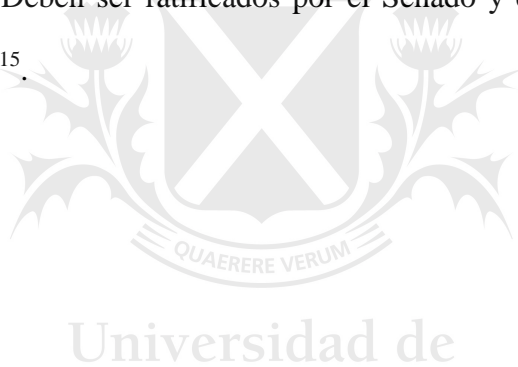 Deben ser ratificados por el Senado y
15.
QUAERERE VERUM
Universidad de